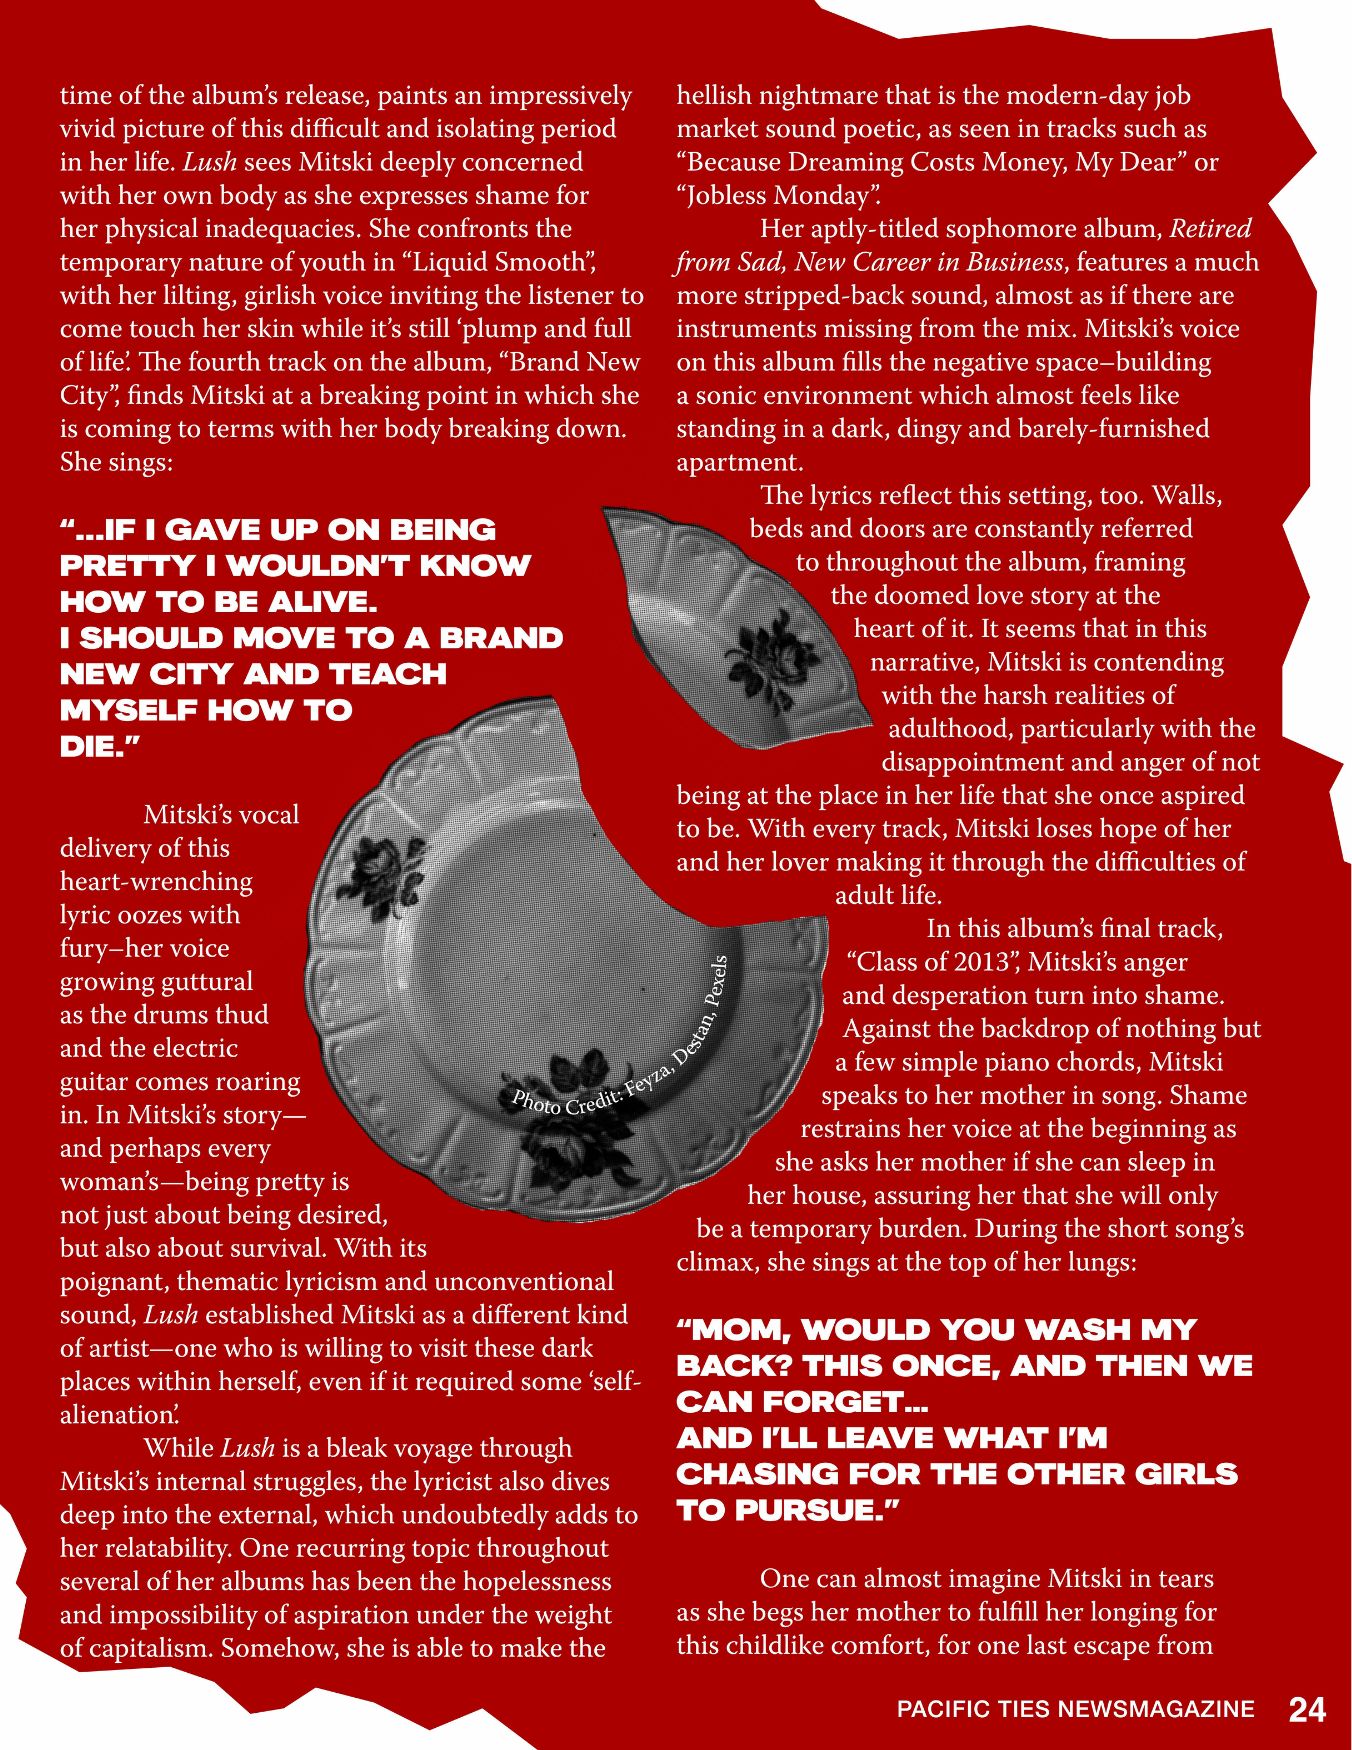 time of the album’s release, paints an impressively
vivid picture of this difficult and isolating period
in her life. Lush sees Mitski deeply concerned
with her own body as she expresses shame for
her physical inadequacies. She confronts the
temporary nature of youth in “Liquid Smooth”,
with her lilting, girlish voice inviting the listener to
come touch her skin while it’s still ‘plump and full
of life’. The fourth track on the album, “Brand New
City”, finds Mitski at a breaking point in which she
is coming to terms with her body breaking down.
She sings:
“...IF I GAVE UP ON BEING
PRETTY I WOULDN’T KNOW
HOW TO BE ALIVE.
I SHOULD MOVE TO A BRAND
NEW CITY AND TEACH
MYSELF HOW TO
DIE.”
Mitski’s vocal
delivery of this
heart-wrenching
lyric oozes with
fury–her voice
growing guttural
as the drums thud
and the electric
guitar comes roaring
in. In Mitski’s story—
and perhaps every
woman’s—being pretty is
not just about being desired,
but also about survival. With its
poignant, thematic lyricism and unconventional
sound, Lush established Mitski as a different kind
of artist—one who is willing to visit these dark
places within herself, even if it required some ‘self-
alienation’.
While Lush is a bleak voyage through
Mitski’s internal struggles, the lyricist also dives
deep into the external, which undoubtedly adds to
her relatability. One recurring topic throughout
several of her albums has been the hopelessness
and impossibility of aspiration under the weight
of capitalism. Somehow, she is able to make the
hellish nightmare that is the modern-day job
market sound poetic, as seen in tracks such as
“Because Dreaming Costs Money, My Dear” or
“Jobless Monday”.
Her aptly-titled sophomore album, Retired
from Sad, New Career in Business, features a much
more stripped-back sound, almost as if there are
instruments missing from the mix. Mitski’s voice
on this album fills the negative space–building
a sonic environment which almost feels like
standing in a dark, dingy and barely-furnished
apartment.
The lyrics reflect this setting, too. Walls,
beds and doors are constantly referred
to throughout the album, framing
the doomed love story at the
heart of it. It seems that in this
narrative, Mitski is contending
with the harsh realities of
adulthood, particularly with the
disappointment and anger of not
being at the place in her life that she once aspired
to be. With every track, Mitski loses hope of her
and her lover making it through the difficulties of
adult life.
In this album’s final track,
“Class of 2013”, Mitski’s anger
and desperation turn into shame.
Against the backdrop of nothing but
a few simple piano chords, Mitski
speaks to her mother in song. Shame
restrains her voice at the beginning as
she asks her mother if she can sleep in
her house, assuring her that she will only
be a temporary burden. During the short song’s
climax, she sings at the top of her lungs:
“MOM, WOULD YOU WASH MY
BACK? THIS ONCE, AND THEN WE
CAN FORGET...
AND I’LL LEAVE WHAT I’M
CHASING FOR THE OTHER GIRLS
TO PURSUE.”
One can almost imagine Mitski in tears
as she begs her mother to fulfill her longing for
this childlike comfort, for one last escape from
Photo Credit: Feyza, Destan, Pexels
PACIFIC TIES NEWSMAGAZINE 24